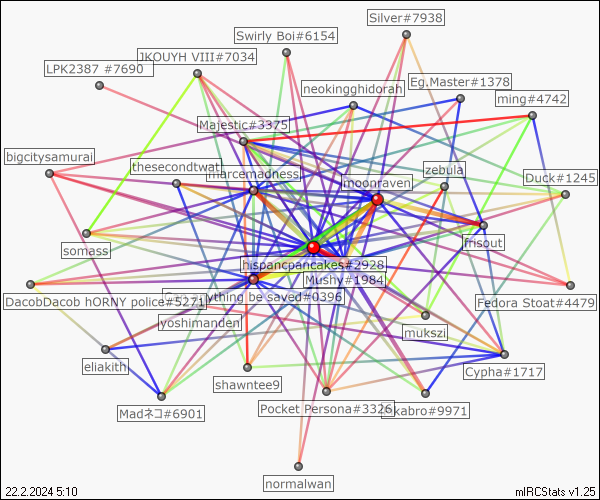 Silver#7938
Swirly Boi#6154
JKOUYH VIII#7034
LPK2387 #7690
Eg.Master#1378
neokingghidorah
ming#4742
Majestic#3375
bigcitysamurai
thesecondtwat
marcemadness
zebula
Duck#1245
moonraven
frisout
somass
hispancpancakes#2928
Mushy#1984
DacobDacob hORNY police#5271
ything be saved#0396
Fedora Stoat#4479
yoshimanden
mukszi
eliakith
Cypha#1717
shawntee9
Madネコ#6901
Pocket Persona#3326
kabro#9971
normalwan
22.2.2024 5:10
mIRCStats v1.25